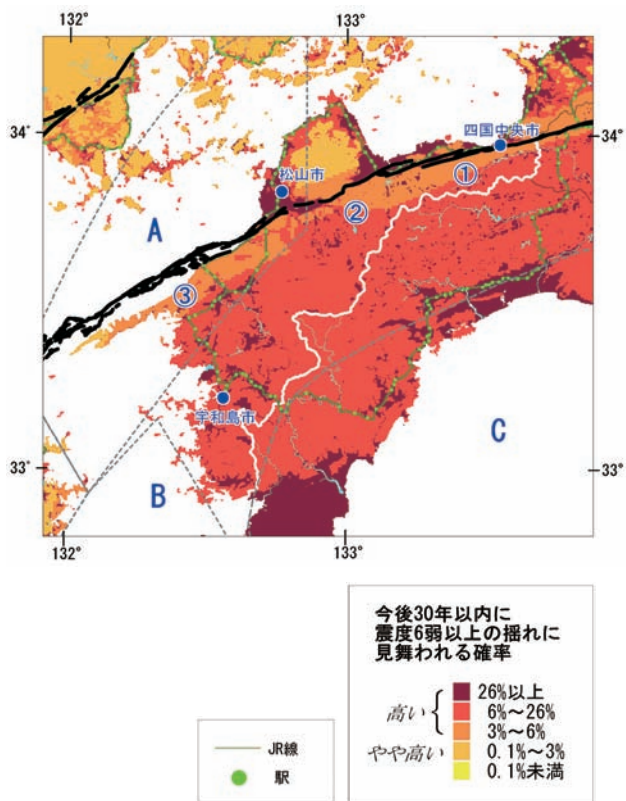 132°
133°
34°
34°
四国中央市
①
松山市
②
A
③
宇和島市
C
33°
33°
B
132°
133°
今後30年以内に
震度6弱以上の揺れに
見舞われる確率
26%以上
高い
6%～26%
3%～6%
やや高い
0.1%～3%
0.1%未満
JR線
駅